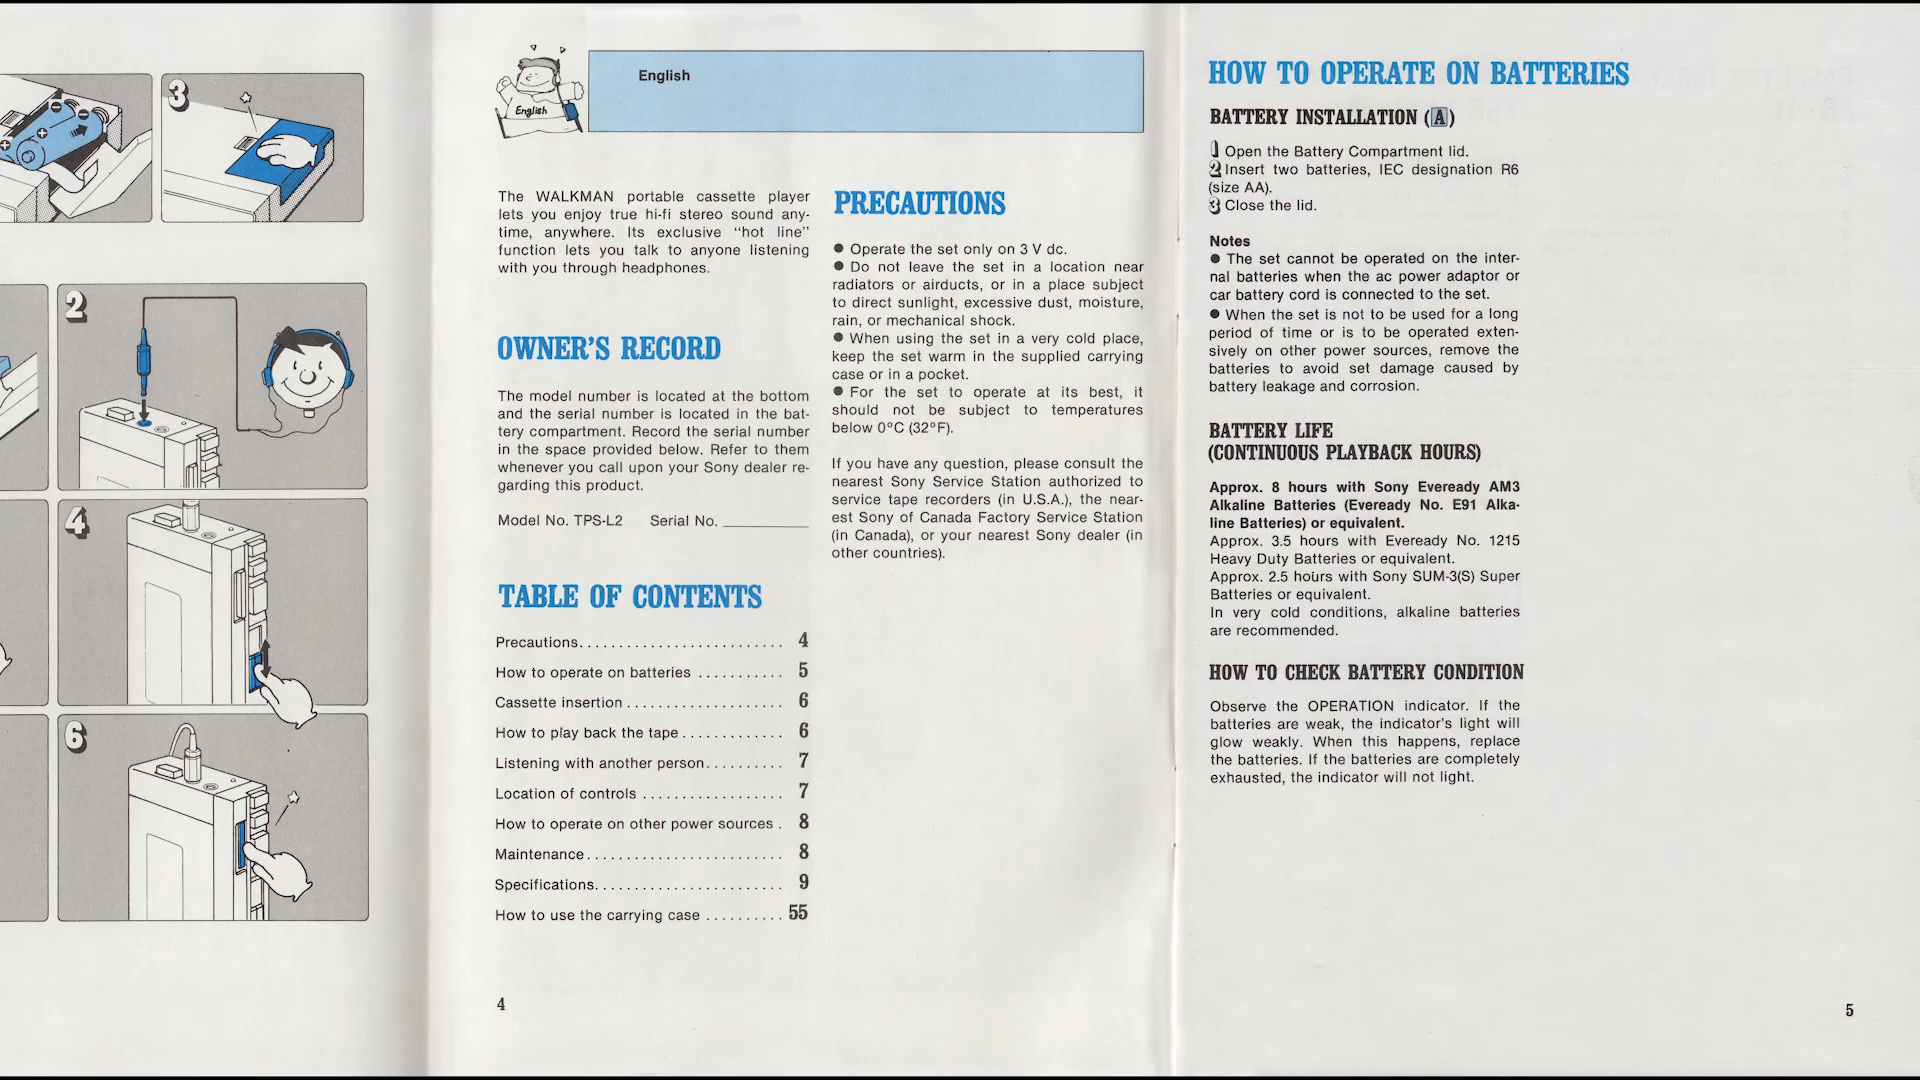 3
2
4
6
English
English
The WALKMAN portable cassette player
lets you enjoy true hi-fi stereo sound any-
time, anywhere. Its exclusive “hot line”
function lets you talk to anyone listening
with you through headphones.
OWNER'S RECORD
The model number is located at the bottom
and the serial number is located in the bat-
tery compartment. Record the serial number
in the space provided below. Refer to them
whenever you call upon your Sony dealer re-
garding this product.
Model No. TPS-L2 Serial No. ___________
TABLE OF CONTENTS
Precautions.......................... 4
How to operate on batteries ........... 5
Cassette insertion .................... 6
How to play back the tape ............. 6
Listening with another person.......... 7
Location of controls .................. 7
How to operate on other power sources . 8
Maintenance......................... 8
Specifications........................ 9
How to use the carrying case .......... 55
4
PRECAUTIONS
● Operate the set only on 3 V dc.
● Do not leave the set in a location near
radiators or airducts, or in a place subject
to direct sunlight, excessive dust, moisture,
rain, or mechanical shock.
● When using the set in a very cold place,
keep the set warm in the supplied carrying
case or in a pocket.
● For the set to operate at its best, it
should not be subject to temperatures
below 0°C (32°F).
If you have any question, please consult the
nearest Sony Service Station authorized to
service tape recorders (in U.S.A.), the near-
est Sony of Canada Factory Service Station
(in Canada), or your nearest Sony dealer (in
other countries).
HOW TO OPERATE ON BATTERIES
BATTERY INSTALLATION (A)
1 Open the Battery Compartment lid.
2 Insert two batteries, IEC designation R6
(size AA).
3 Close the lid.
Notes
● The set cannot be operated on the inter-
nal batteries when the ac power adaptor or
car battery cord is connected to the set.
● When the set is not to be used for a long
period of time or is to be operated exten-
sively on other power sources, remove the
batteries to avoid set damage caused by
battery leakage and corrosion.
BATTERY LIFE
(CONTINUOUS PLAYBACK HOURS)
Approx. 8 hours with Sony Eveready AM3
Alkaline Batteries (Eveready No. E91 Alka-
line Batteries) or equivalent.
Approx. 3.5 hours with Eveready No. 1215
Heavy Duty Batteries or equivalent.
Approx. 2.5 hours with Sony SUM-3(S) Super
Batteries or equivalent.
In very cold conditions, alkaline batteries
are recommended.
HOW TO CHECK BATTERY CONDITION
Observe the OPERATION indicator. If the
batteries are weak, the indicator's light will
glow weakly. When this happens, replace
the batteries. If the batteries are completely
exhausted, the indicator will not light.
5